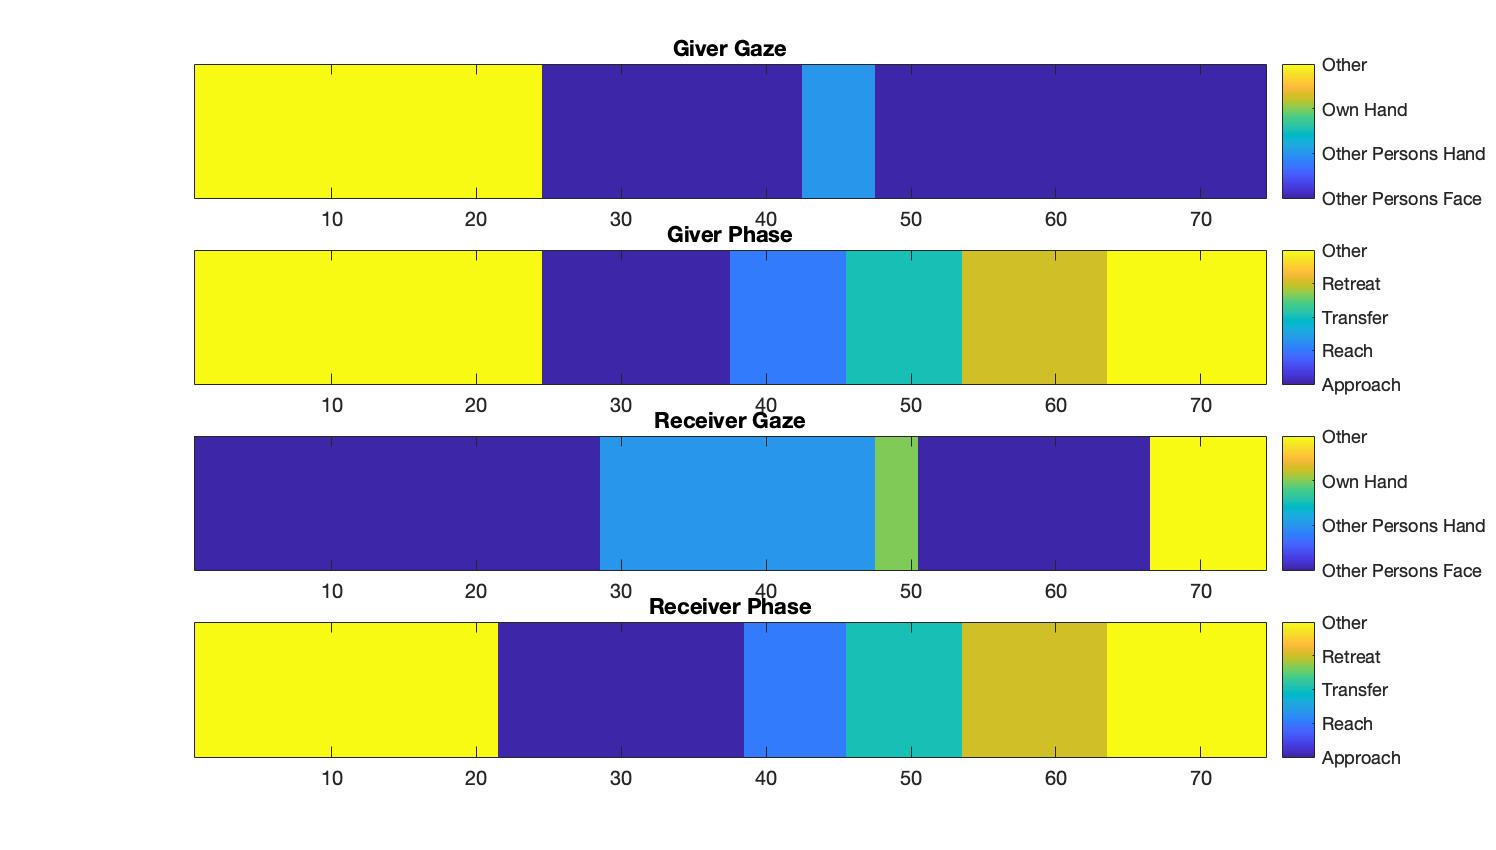 Giver Gaze
Other
Own Hand
Other Persons Hand
Other Persons Face
10 20 30 40 50 60 70
Giver Phase
Other
Retreat
Transfer
Reach
Approach
10 20 30 40 50 60 70
Receiver Gaze
Other
Own Hand
Other Persons Hand
Other Persons Face
10 20 30 40 50 60 70
Receiver Phase
Other
Retreat
Transfer
Reach
Approach
10 20 30 40 50 60 70